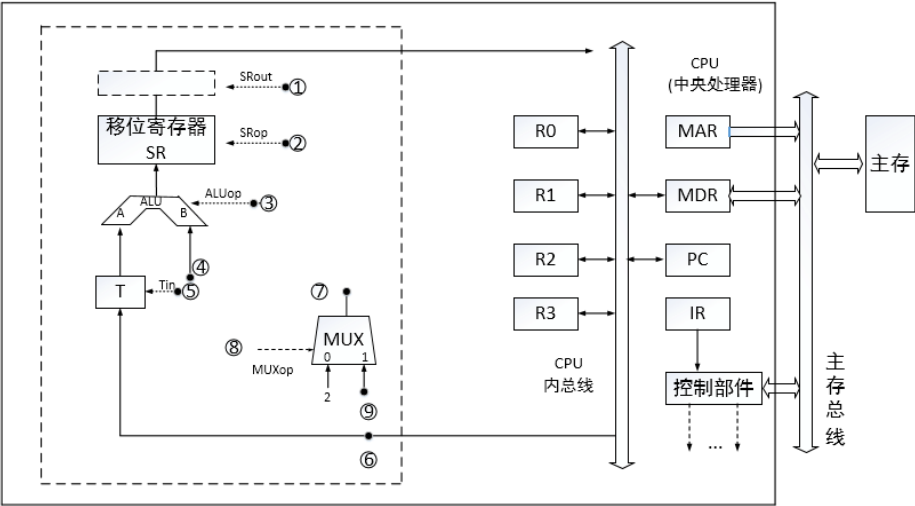 SRout
①
移位寄存器
SR
SRop
②
ALU
A
B
ALUop
③
④
T
Tin
⑤
⑦
MUX
0
1
⑧
MUXop
2
⑨
⑥
CPU
(中央处理器)
R0
MAR
主存
R1
MDR
R2
PC
R3
IR
CPU
内总线
控制部件
...
主
存
总
线